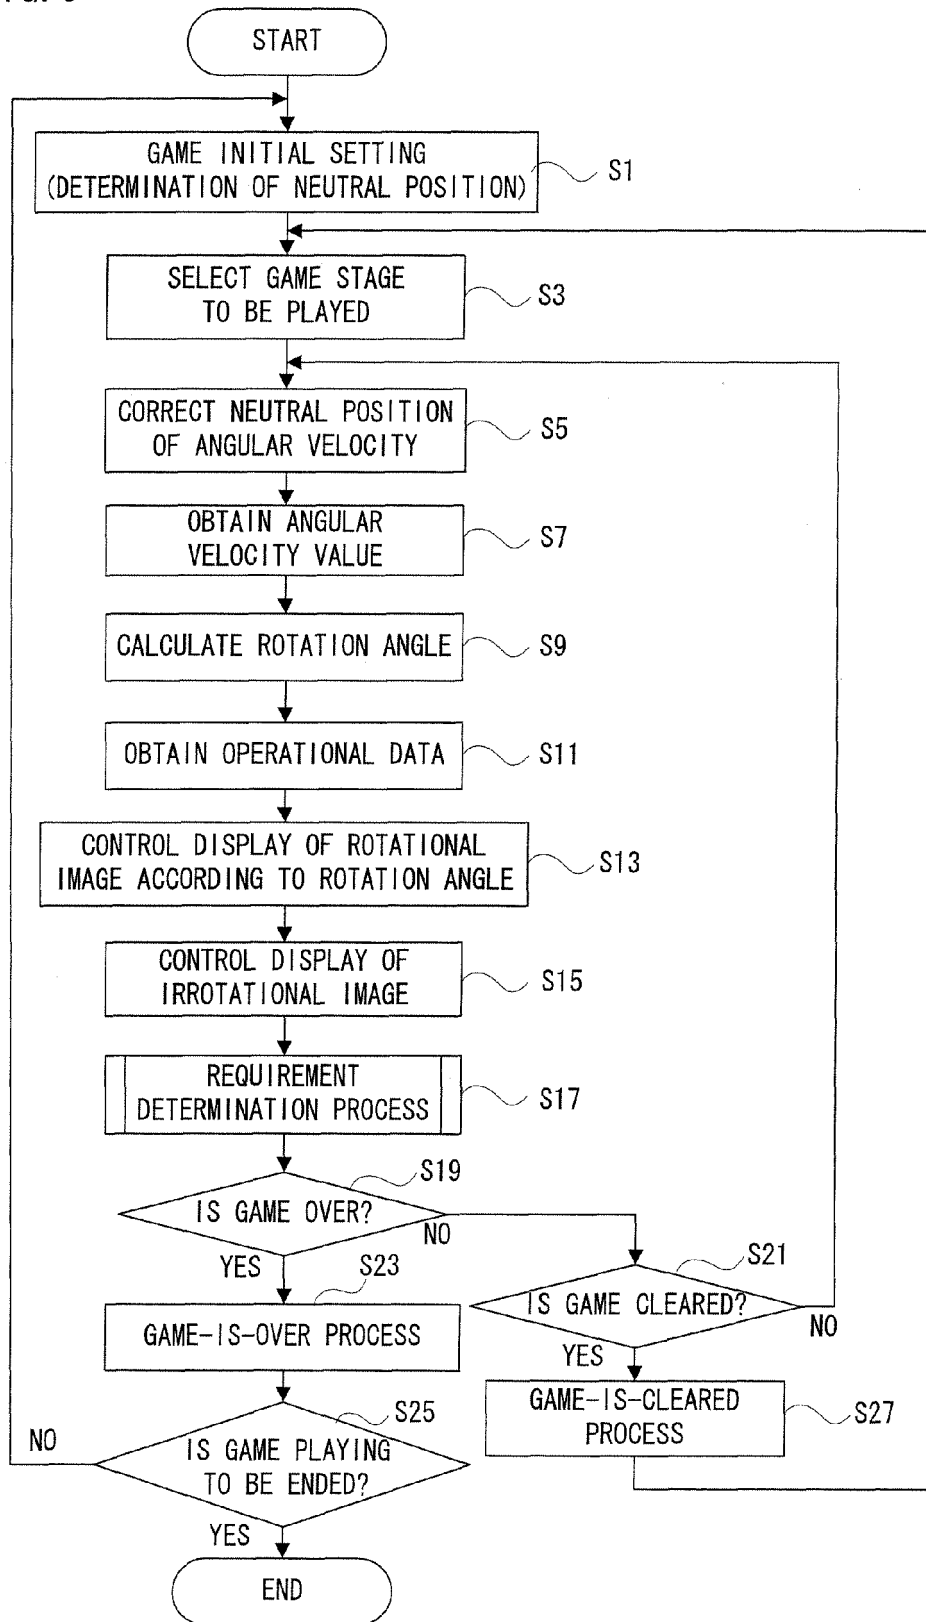 START
GAME INITIAL SETTING
(DETERMINATION OF NEUTRAL POSITION)
S1
SELECT GAME STAGE
TO BE PLAYED
S3
CORRECT NEUTRAL POSITION
OF ANGULAR VELOCITY
S5
OBTAIN ANGULAR
VELOCITY VALUE
S7
CALCULATE ROTATION ANGLE
S9
OBTAIN OPERATIONAL DATA
S11
CONTROL DISPLAY OF ROTATIONAL
IMAGE ACCORDING TO ROTATION ANGLE
S13
CONTROL DISPLAY OF
IRROTATIONAL IMAGE
S15
REQUIREMENT
DETERMINATION PROCESS
S17
S19
IS GAME OVER?
NO
YES
S21
IS GAME CLEARED?
NO
YES
S23
GAME-IS-OVER PROCESS
GAME-IS-CLEARED
PROCESS
S27
S25
IS GAME PLAYING
TO BE ENDED?
NO
YES
END